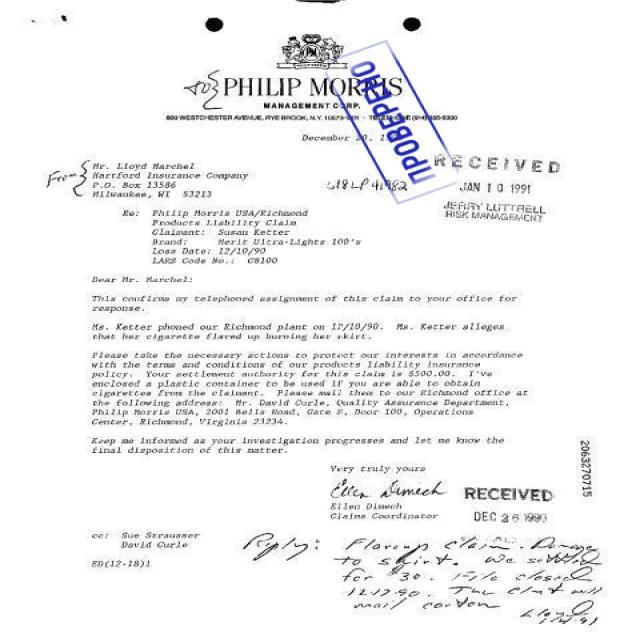 to
PHILIP MORRIS
MANAGEMENT CORP.
800 WESTCHESTER AVENUE, RYE BROOK, N.Y. 10573- • TELEPHONE (914) 335-5300
ПРОВЕРЕНО
December 20,
From
Mr. Lloyd Marchel
Hartford Insurance Company
P.O. Box 13586
Milwaukee, WI 53213
618 LP 41982
RECEIVED
JAN 10 1991
JERRY LUTTRELL
RISK MANAGEMENT
Re: Philip Morris USA/Richmond
Products Liability Claim
Claimant: Susan Ketter
Brand: Merit Ultra-Lights 100's
Loss Date: 12/10/90
LARS Code No.: C8100
Dear Mr. Marchel:
This confirms my telephoned assignment of this claim to your office for
response.
Ms. Ketter phoned our Richmond plant on 12/10/90. Ms. Ketter alleges
that her cigarette flared up burning her skirt.
Please take the necessary actions to protect our interests in accordance
with the terms and conditions of our products liability insurance
policy. Your settlement authority for this claim is $500.00. I've
enclosed a plastic container to be used if you are able to obtain
cigarettes from the claimant. Please mail them to our Richmond office at
the following address: Mr. David Curle, Quality Assurance Department,
Philip Morris USA, 2001 Bells Road, Gate 8, Door 100, Operations
Center, Richmond, Virginia 23234.
Keep me informed as your investigation progresses and let me know the
final disposition of this matter.
Very truly yours
Ellen Dimech
Ellen Dimech
Claims Coordinator
RECEIVED
DEC 26 1990
2063270715
cc: Sue Strausser
David Curle
ED(12-18)1
Reply: Flareup claim. Damage
to skirt. We settled
for $30. File closed
12.17.90. The clmt will
mail carton
Lloyd